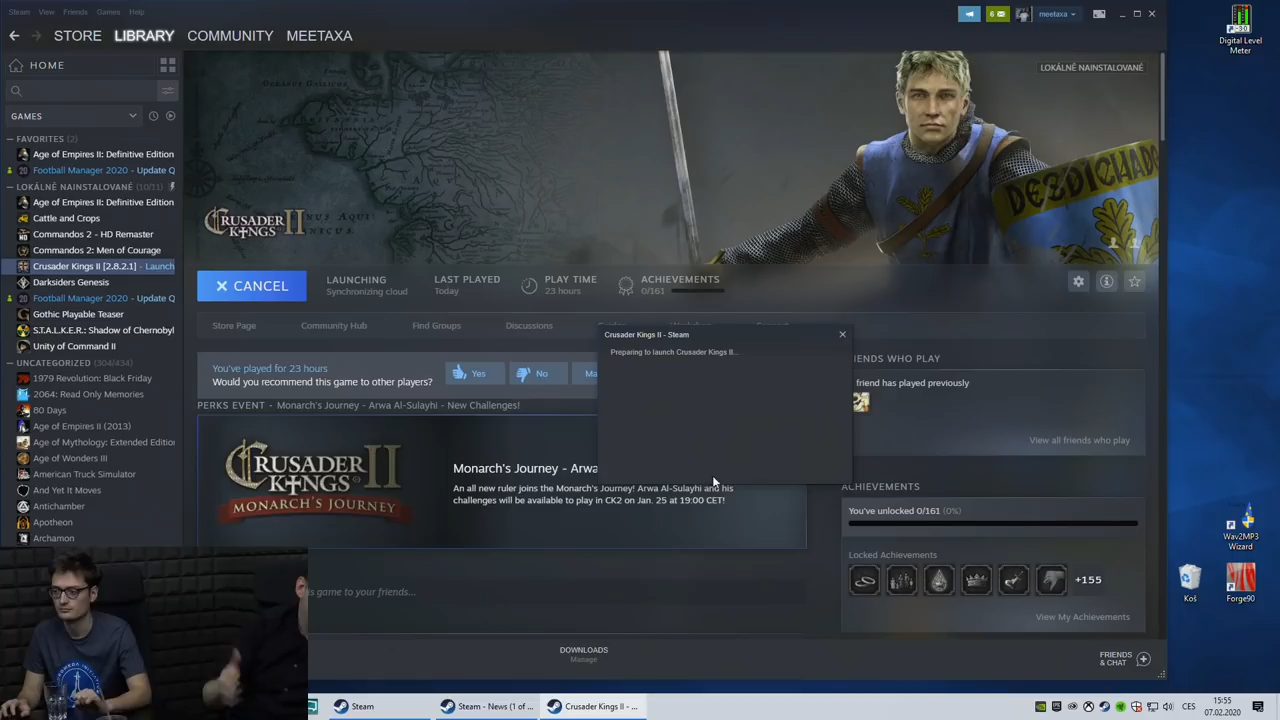 Steam View Friends Games Help
6 meetaxa
STORE LIBRARY COMMUNITY MEETAXA
HOME
GAMES
FAVORITES (2)
Age of Empires II: Definitive Edition
Football Manager 2020 - Update Q
LOKÁLNĚ NAINSTALOVANÉ (10/11)
Age of Empires II: Definitive Edition
Cattle and Crops
Commandos 2 - HD Remaster
Commandos 2: Men of Courage
Crusader Kings II [2.8.2.1] - Launch
Darksiders Genesis
Football Manager 2020 - Update Q
Gothic Playable Teaser
S.T.A.L.K.E.R.: Shadow of Chernobyl
Unity of Command II
UNCATEGORIZED (304/434)
1979 Revolution: Black Friday
2064: Read Only Memories
80 Days
Age of Empires II (2013)
Age of Mythology: Extended Edition
Age of Wonders III
American Truck Simulator
And Yet It Moves
Antichamber
Apotheon
Archamon
LOKÁLNĚ NAINSTALOVANÉ
DESDICHADO
CRUSADER KINGS II
CANCEL
LAUNCHING
Synchronizing cloud
LAST PLAYED
Today
PLAY TIME
23 hours
ACHIEVEMENTS
0/161
Store Page Community Hub Find Groups Discussions
You've played for 23 hours
Would you recommend this game to other players?
Yes No Ma
PERKS EVENT - Monarch's Journey - Arwa Al-Sulayhi - New Challenges!
CRUSADER KINGS II
MONARCH'S JOURNEY
Monarch's Journey - Arwa
An all new ruler joins the Monarch's Journey! Arwa Al-Sulayhi and his
challenges will be available to play in CK2 on Jan. 25 at 19:00 CET!
Crusader Kings II - Steam
Preparing to launch Crusader Kings II...
RIENDS WHO PLAY
friend has played previously
View all friends who play
ACHIEVEMENTS
You've unlocked 0/161 (0%)
Locked Achievements
+155
View My Achievements
is game to your friends...
DOWNLOADS
Manage
FRIENDS
& CHAT
Digital Level
Meter
Wav2MP3
Wizard
Koš
Forge90
Steam
Steam - News (1 of ...
Crusader Kings II - ...
CES
15:55
07.02.2020